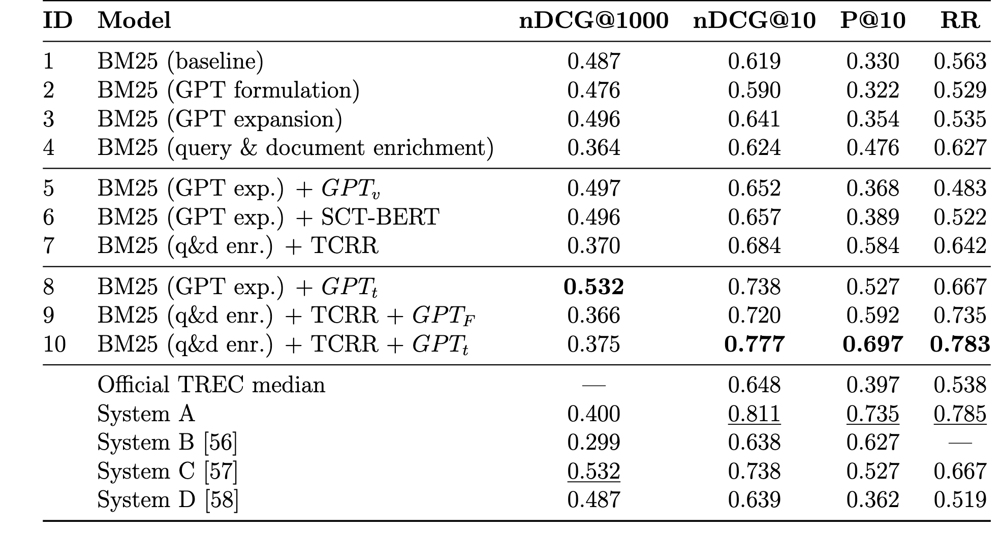 ID Model nDCG@1000 nDCG@10 P@10 RR
1 BM25 (baseline) 0.487 0.619 0.330 0.563
2 BM25 (GPT formulation) 0.476 0.590 0.322 0.529
3 BM25 (GPT expansion) 0.496 0.641 0.354 0.535
4 BM25 (query & document enrichment) 0.364 0.624 0.476 0.627
5 BM25 (GPT exp.) + GPTv 0.497 0.652 0.368 0.483
6 BM25 (GPT exp.) + SCT-BERT 0.496 0.657 0.389 0.522
7 BM25 (q&d enr.) + TCRR 0.370 0.684 0.584 0.642
8 BM25 (GPT exp.) + GPTt 0.532 0.738 0.527 0.667
9 BM25 (q&d enr.) + TCRR + GPTF 0.366 0.720 0.592 0.735
10 BM25 (q&d enr.) + TCRR + GPTt 0.375 0.777 0.697 0.783
Official TREC median — 0.648 0.397 0.538
System A 0.400 0.811 0.735 0.785
System B [56] 0.299 0.638 0.627 —
System C [57] 0.532 0.738 0.527 0.667
System D [58] 0.487 0.639 0.362 0.519